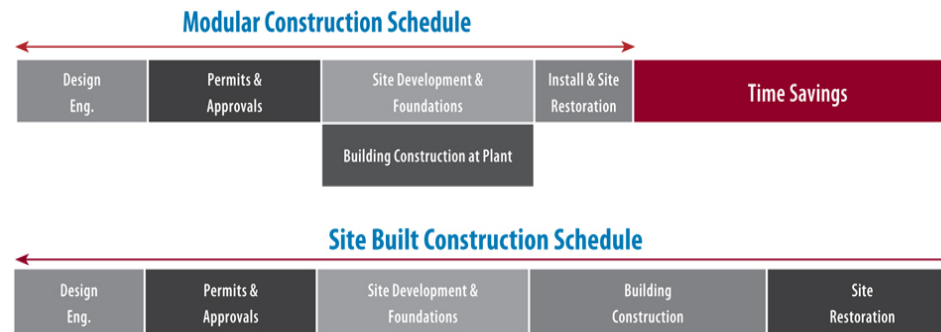 Modular Construction Schedule
Design
Eng.
Permits &
Approvals
Site Development &
Foundations
Install & Site
Restoration
Time Savings
Building Construction at Plant
Site Built Construction Schedule
Design
Eng.
Permits &
Approvals
Site Development &
Foundations
Building
Construction
Site
Restoration